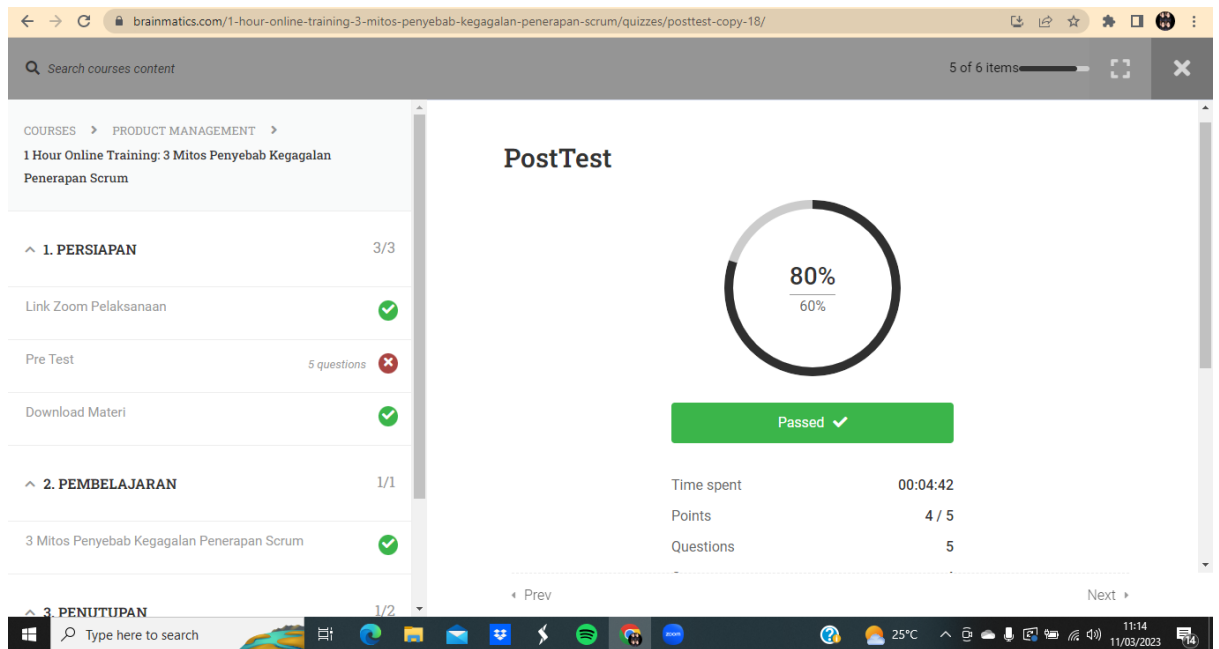 brainmatics.com/1-hour-online-training-3-mitos-penyebab-kegagalan-penerapan-scrum/quizzes/posttest-copy-18/
Search courses content
5 of 6 items
COURSES > PRODUCT MANAGEMENT >
1 Hour Online Training: 3 Mitos Penyebab Kegagalan
Penerapan Scrum
1. PERSIAPAN 3/3
Link Zoom Pelaksanaan
Pre Test 5 questions
Download Materi
2. PEMBELAJARAN 1/1
3 Mitos Penyebab Kegagalan Penerapan Scrum
3. PENUTUPAN 1/2
PostTest
80%
60%
Passed
Time spent 00:04:42
Points 4 / 5
Questions 5
Prev Next
Type here to search
zoom
25°C
11:14
11/03/2023
14